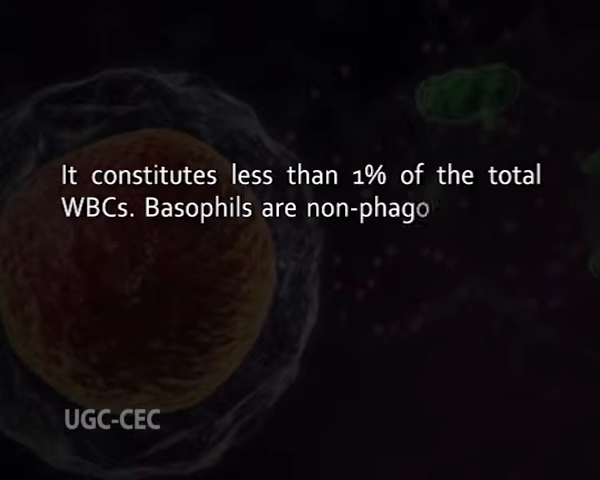 It constitutes less than 1% of the total
WBCs. Basophils are non-phago
UGC-CEC